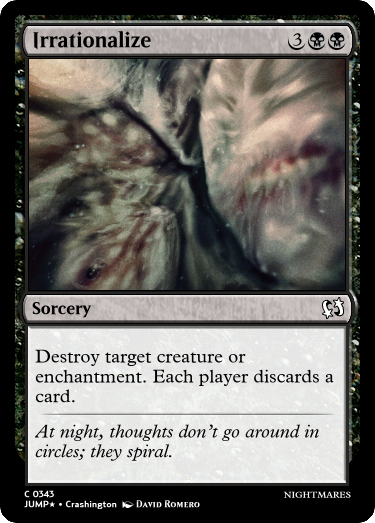 Irrationalize 3
Sorcery
Destroy target creature or
enchantment. Each player discards a
card.
At night, thoughts don't go around in
circles; they spiral.
C 0343
JUMP★ • Crashington DAVID ROMERO
NIGHTMARES